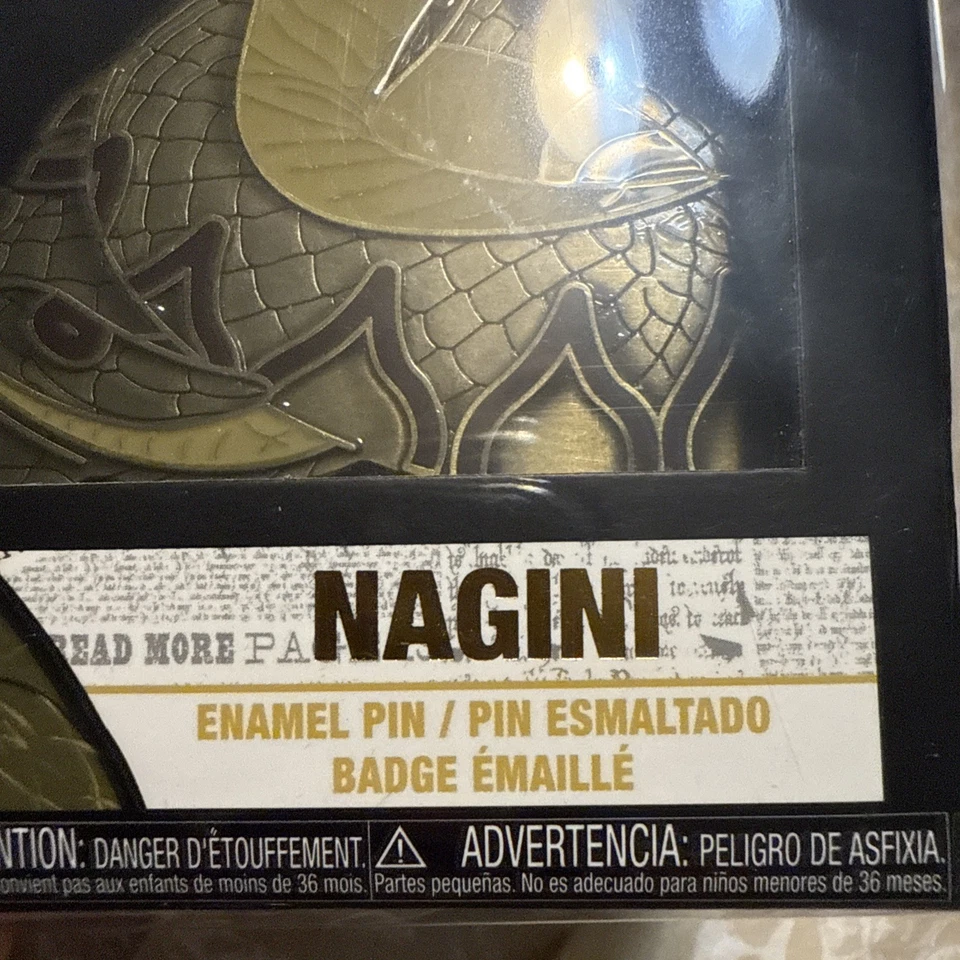 READ MORE
NAGINI
ENAMEL PIN / PIN ESMALTADO
BADGE ÉMAILLÉ
NTION: DANGER D'ÉTOUFFEMENT.
onvient pas aux enfants de moins de 36 mois.
ADVERTENCIA: PELIGRO DE ASFIXIA.
Partes pequeñas. No es adecuado para niños menores de 36 meses.